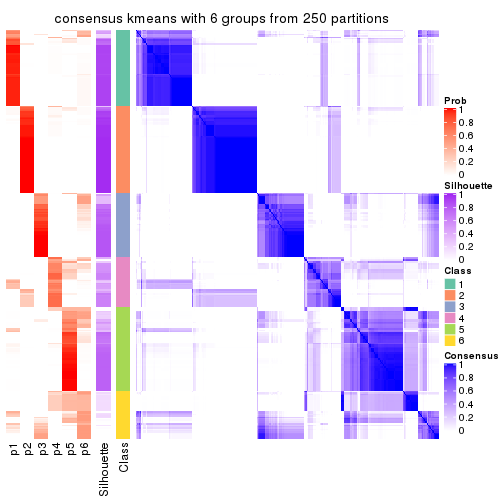 consensus kmeans with 6 groups from 250 partitions
Prob
1
0.8
0.6
0.4
0.2
0
Silhouette
1
0.8
0.6
0.4
0.2
0
Class
1
2
3
4
5
6
Consensus
1
0.8
0.6
0.4
0.2
0
p1
p2
p3
p4
p5
p6
Silhouette
Class